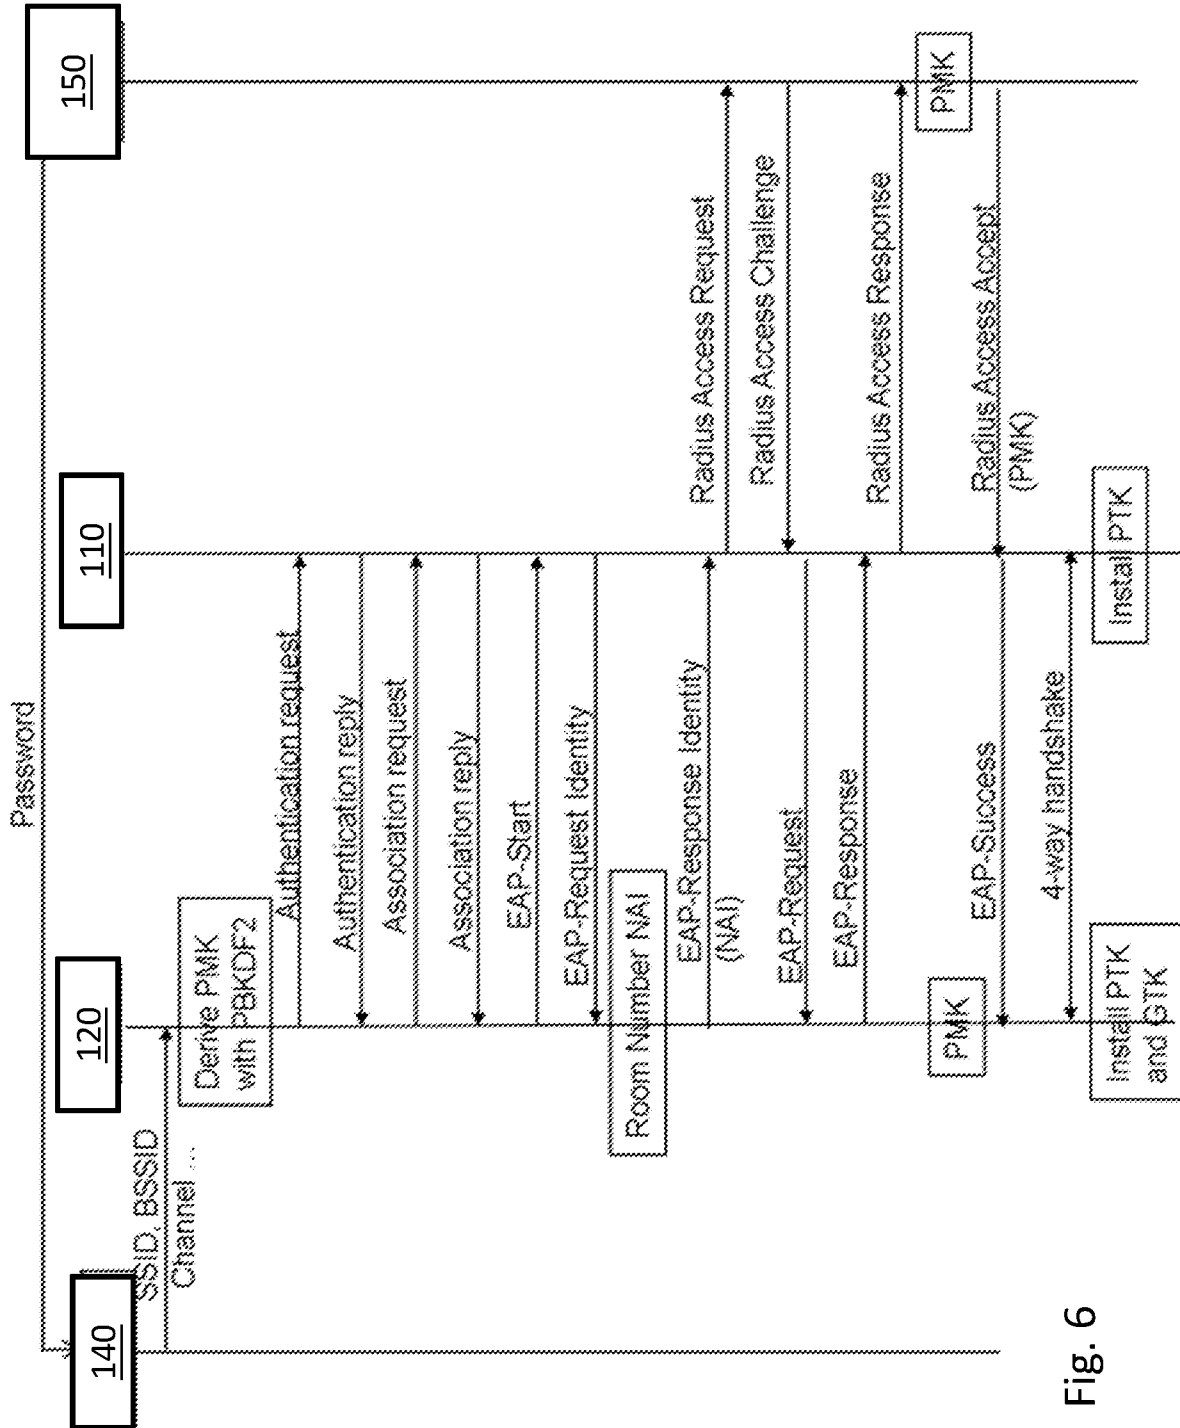 Password
140
120
110
150
SSID, BSSID
Channel ...
Derive PMK
with PBKDF2
Authentication request
Authentication reply
Association request
Association reply
EAP-Start
EAP-Request Identity
Room Number NAI
EAP-Response Identity
(NAI)
Radius Access Request
Radius Access Challenge
EAP-Request
EAP-Response
Radius Access Response
PMK
PMK
Radius Access Accept
(PMK)
EAP-Success
4-way handshake
Install PTK
and GTK
Install PTK
Fig. 6